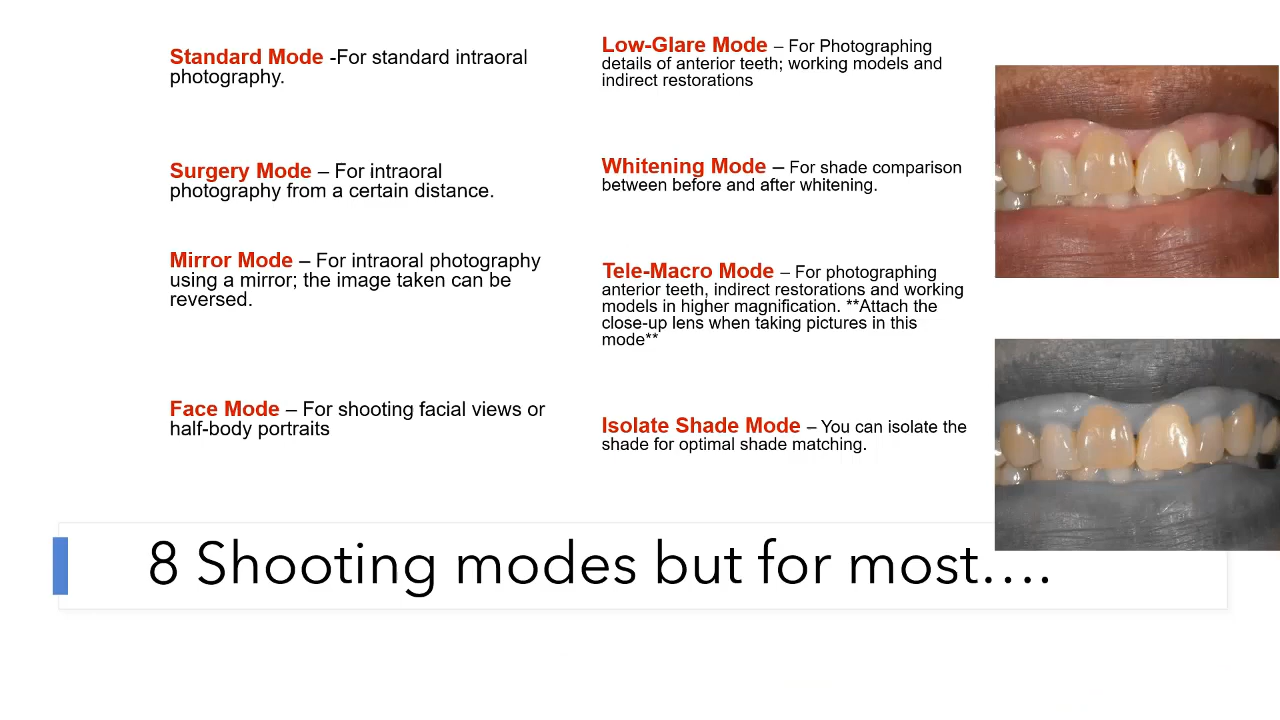 Standard Mode -For standard intraoral
photography.
Surgery Mode – For intraoral
photography from a certain distance.
Mirror Mode – For intraoral photography
using a mirror; the image taken can be
reversed.
Face Mode – For shooting facial views or
half-body portraits
Low-Glare Mode – For Photographing
details of anterior teeth; working models and
indirect restorations
Whitening Mode – For shade comparison
between before and after whitening.
Tele-Macro Mode – For photographing
anterior teeth, indirect restorations and working
models in higher magnification. **Attach the
close-up lens when taking pictures in this
mode**
Isolate Shade Mode – You can isolate the
shade for optimal shade matching.
8 Shooting modes but for most….